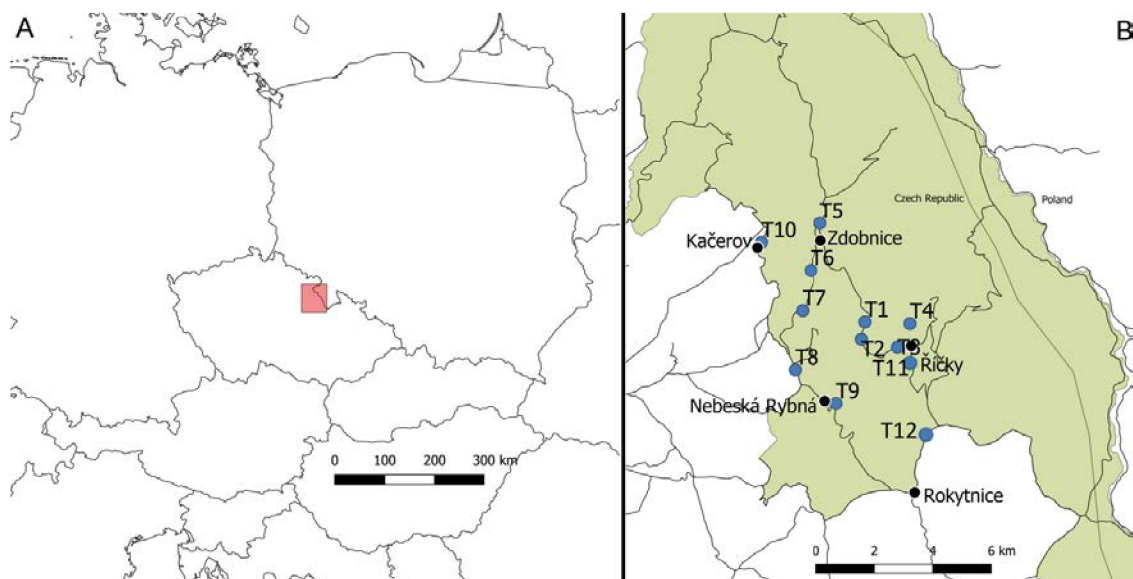 A
0 100 200 300 km
B
Czech Republic
Poland
T5
T10
Kačerov
Zdobnice
T6
T7
T1
T4
T2
T3
T11
Říčky
T8
Nebeská Rybná
T9
T12
Rokytnice
0 2 4 6 km